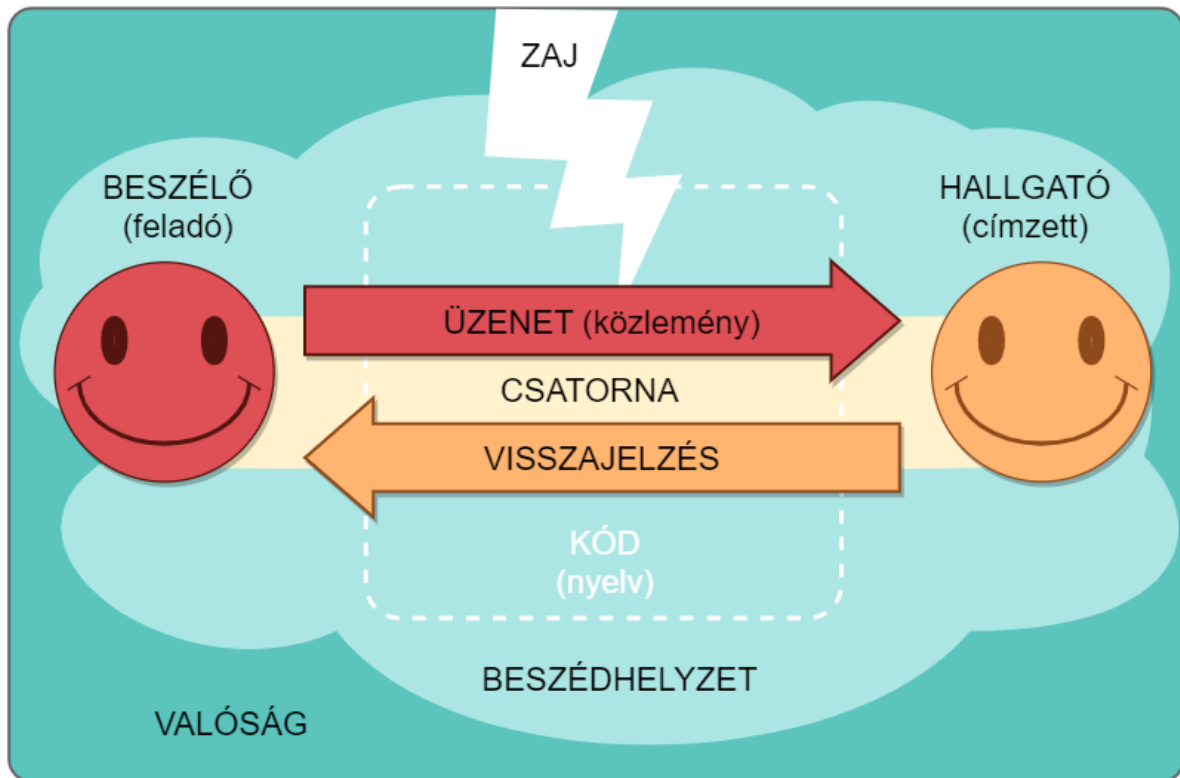 ZAJ
BESZÉLŐ
(feladó)
HALLGATÓ
(címzett)
ÜZENET (közlemény)
CSATORNA
VISSZAJELZÉS
KÓD
(nyelv)
BESZÉDHELYZET
VALÓSÁG